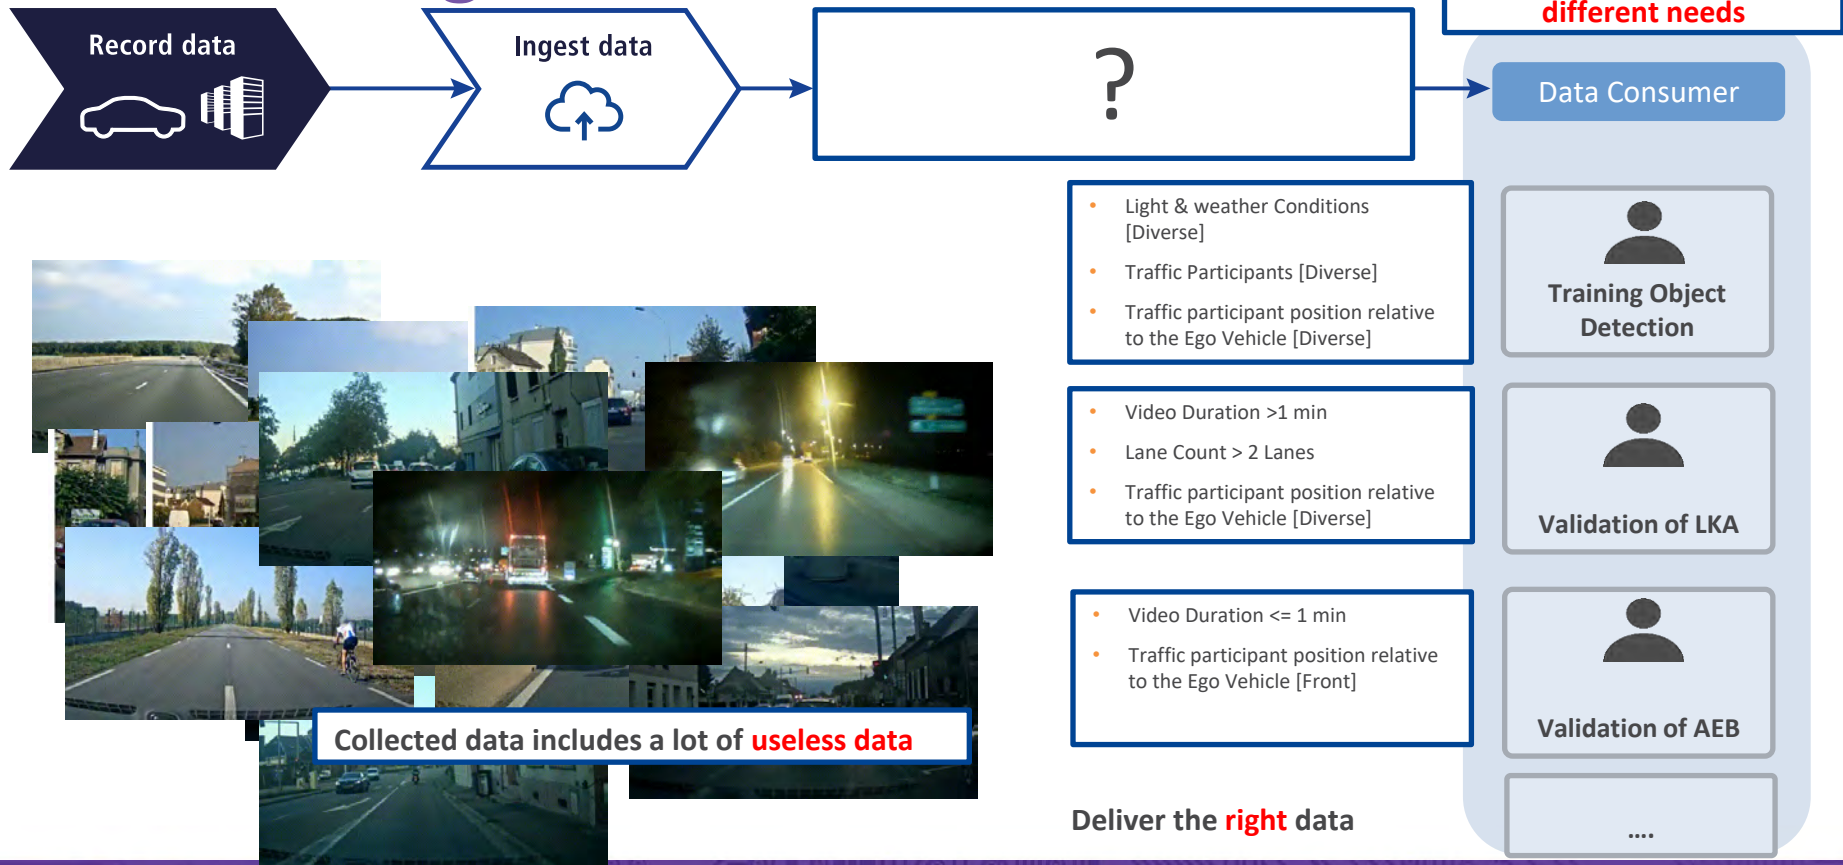 different needs
Record data
Ingest data
?
Data Consumer
• Light & weather Conditions
[Diverse]
• Traffic Participants [Diverse]
• Traffic participant position relative
to the Ego Vehicle [Diverse]
Training Object
Detection
• Video Duration >1 min
• Lane Count > 2 Lanes
• Traffic participant position relative
to the Ego Vehicle [Diverse]
Validation of LKA
• Video Duration <= 1 min
• Traffic participant position relative
to the Ego Vehicle [Front]
Validation of AEB
Collected data includes a lot of useless data
Deliver the right data
....